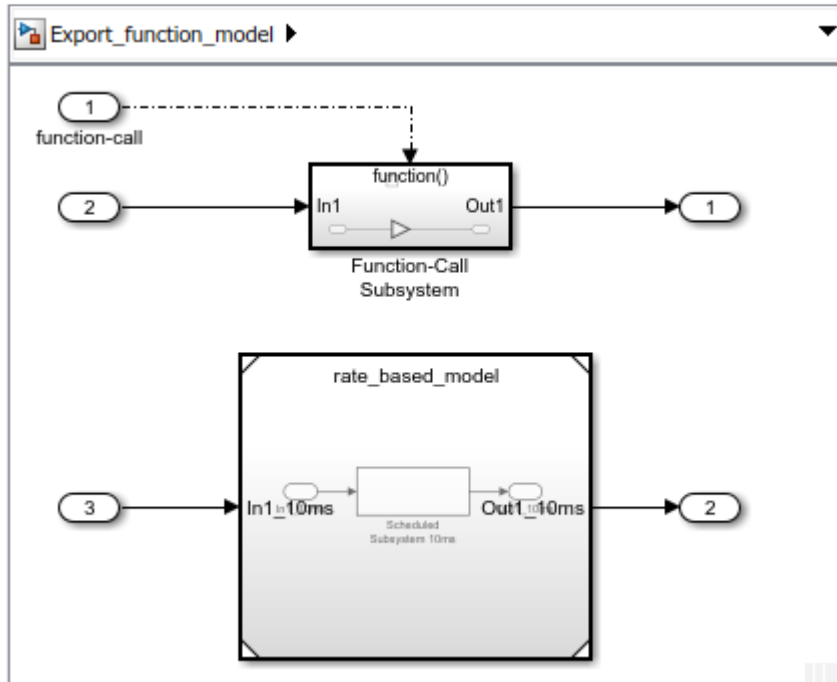 Export_function_model
1
function-call
function()
2
In1
Out1
1
Function-Call
Subsystem
rate_based_model
3
In1_10ms
Out1_10ms
2
Scheduled
Subsystem 10ms